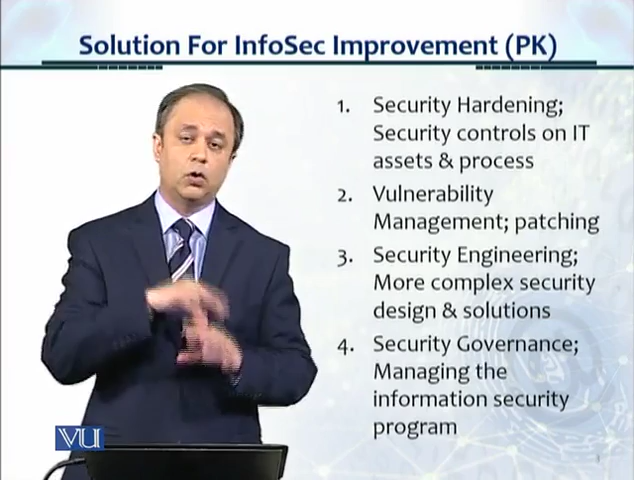 Solution For InfoSec Improvement (PK)
1. Security Hardening;
Security controls on IT
assets & process
2. Vulnerability
Management; patching
3. Security Engineering;
More complex security
design & solutions
4. Security Governance;
Managing the
information security
program
VU